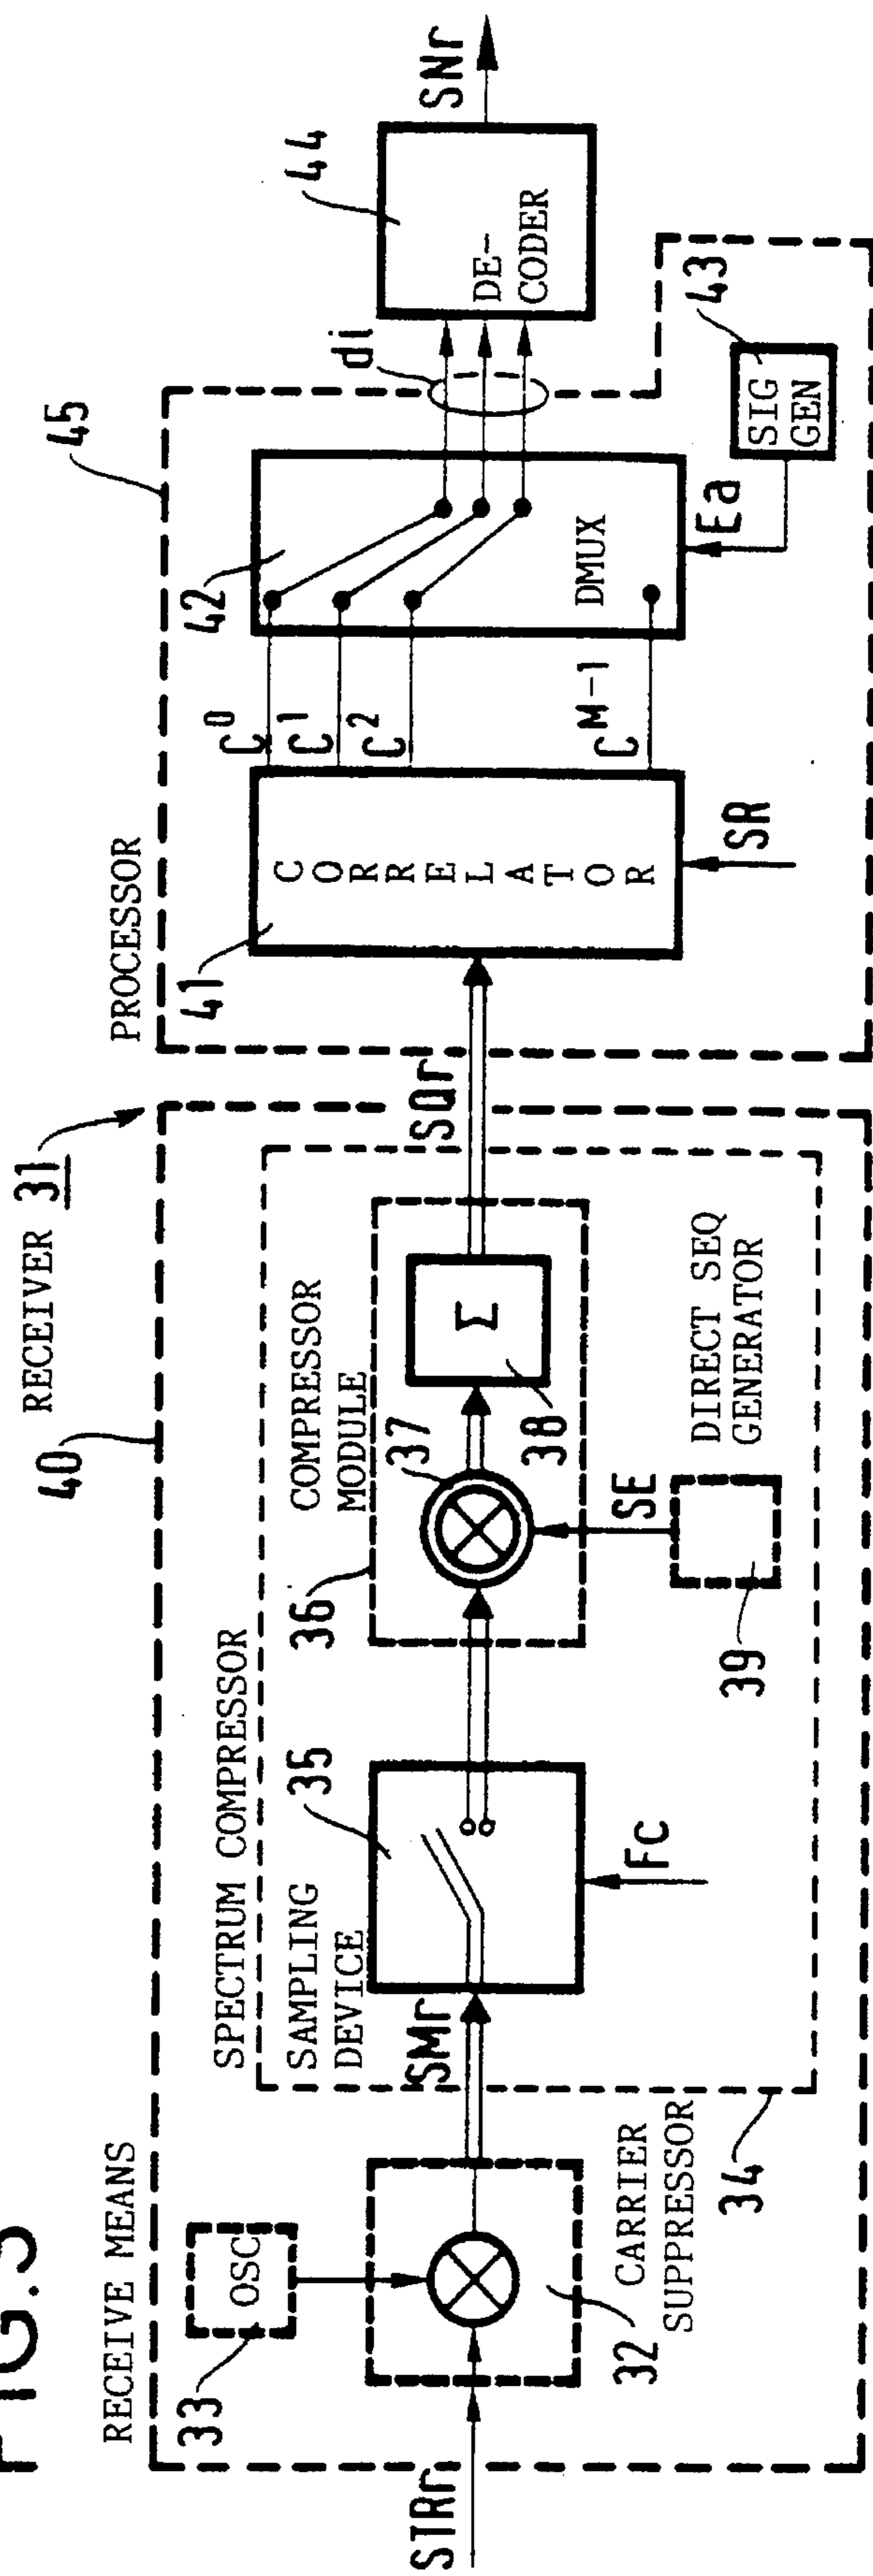 FIG.3
RECEIVER 31
RECEIVE MEANS
40
PROCESSOR
45
33
OSC
STRr
32
CARRIER
SUPPRESSOR
SPECTRUM COMPRESSOR
34
SAMPLING
DEVICE
35
SMr
Fc
COMPRESSOR
MODULE
36
37
Σ
38
SE
39
DIRECT SEQ
GENERATOR
SQr
41
CORRELATOR
SR
C⁰
C¹
C²
C^M-1
42
DMUX
Ea
43
SIG
GEN
di
44
DE-
CODER
SNr